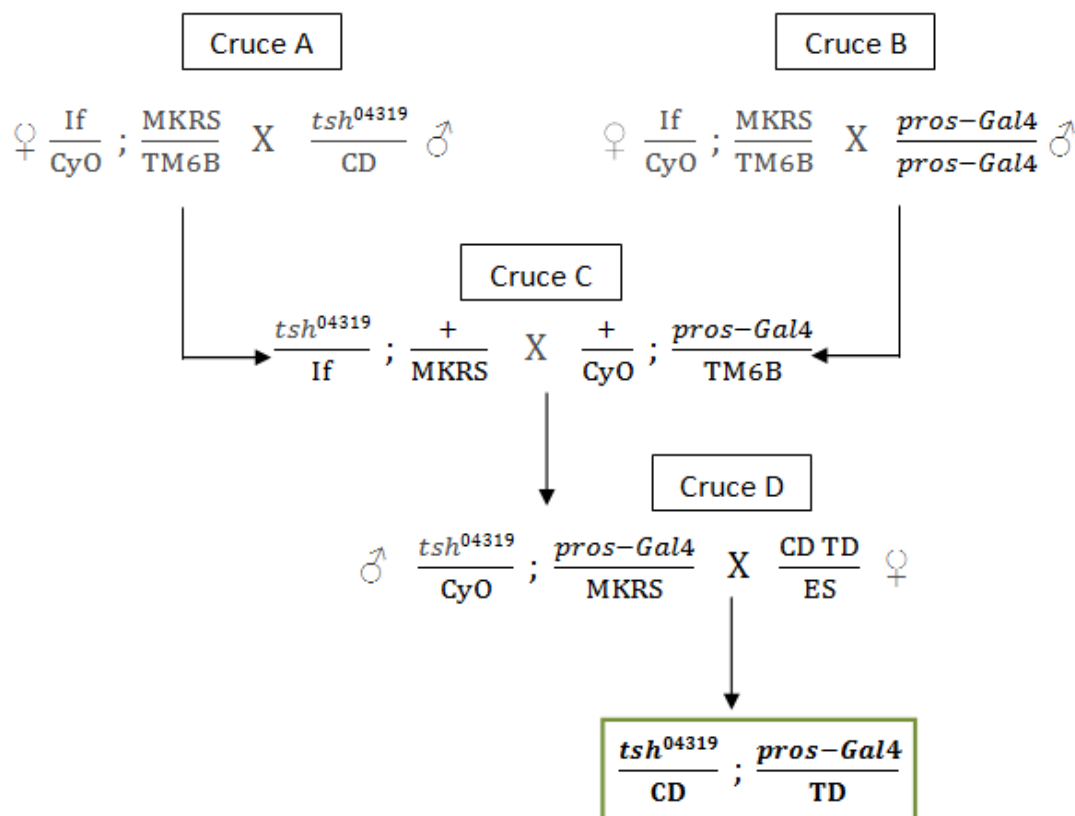 Cruce A
Cruce B
♀ If/CyO ; MKRS/TM6B X tsh⁰⁴³¹⁹/CD ♂
♀ If/CyO ; MKRS/TM6B X pros−Gal4/pros−Gal4 ♂
Cruce C
tsh⁰⁴³¹⁹/If ; +/MKRS X +/CyO ; pros−Gal4/TM6B
Cruce D
♂ tsh⁰⁴³¹⁹/CyO ; pros−Gal4/MKRS X CD TD/ES ♀
tsh⁰⁴³¹⁹/CD ; pros−Gal4/TD